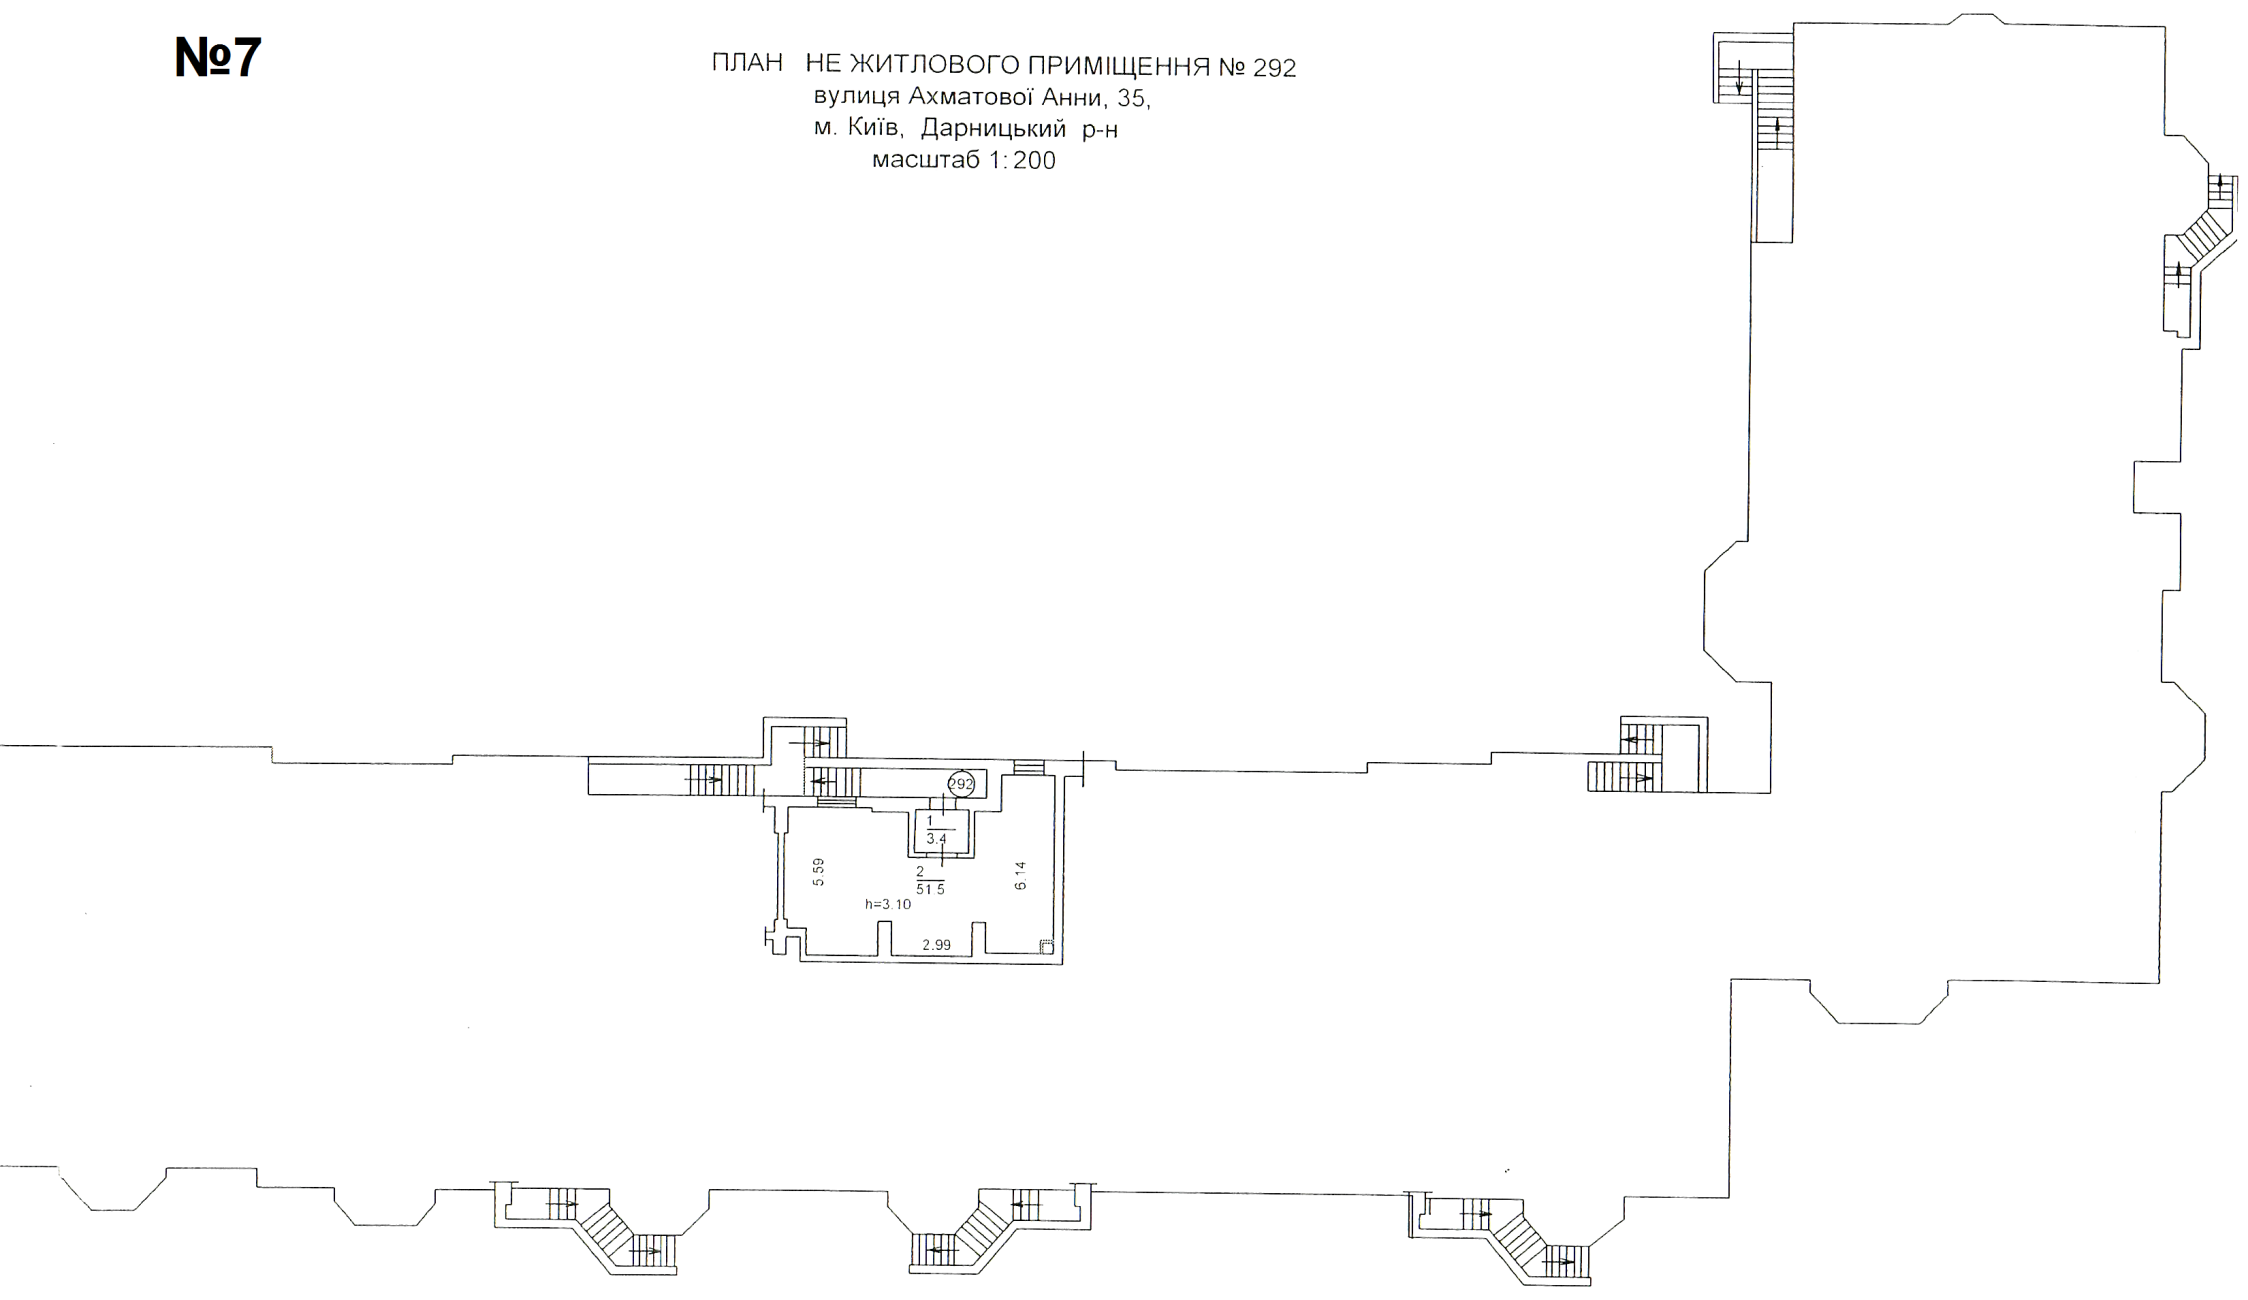 №7
ПЛАН НЕ ЖИТЛОВОГО ПРИМІЩЕННЯ № 292
вулиця Ахматової Анни, 35,
м. Київ, Дарницький р-н
масштаб 1:200
292
1
3.4
5.59
2
51.5
6.14
h=3.10
2.99